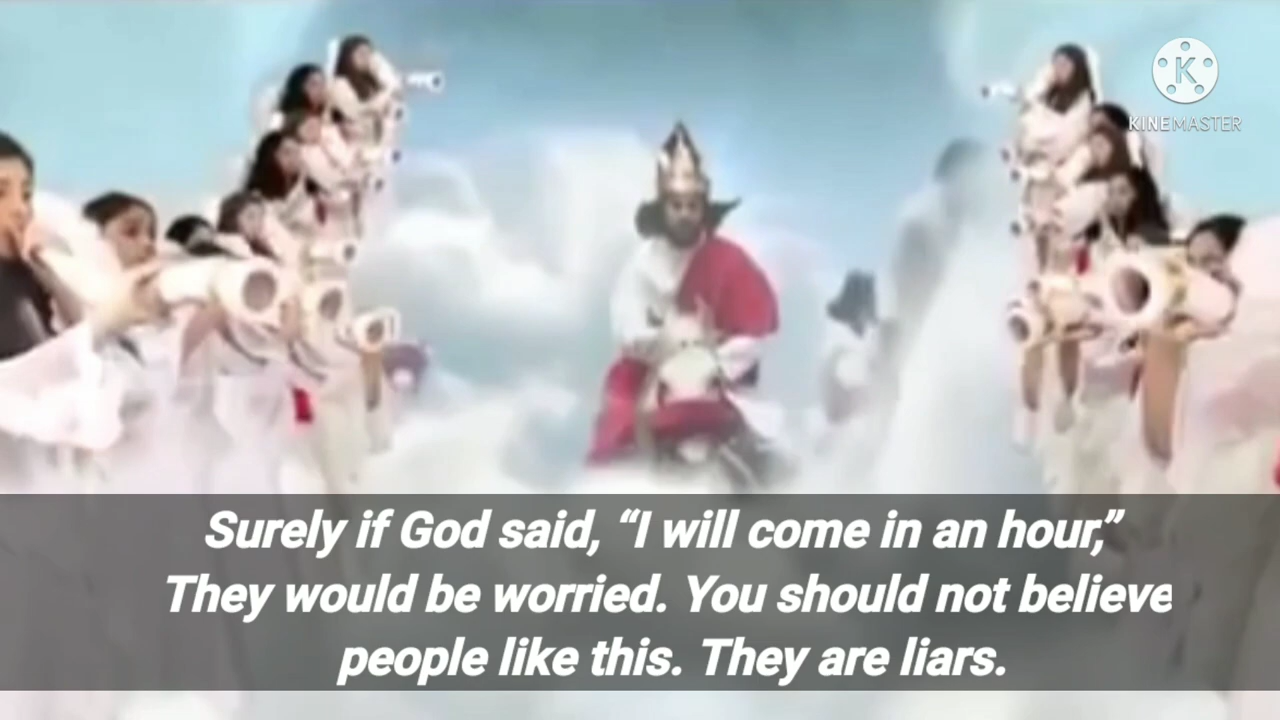 KINEMASTER
Surely if God said, “I will come in an hour,”
They would be worried. You should not believe
people like this. They are liars.